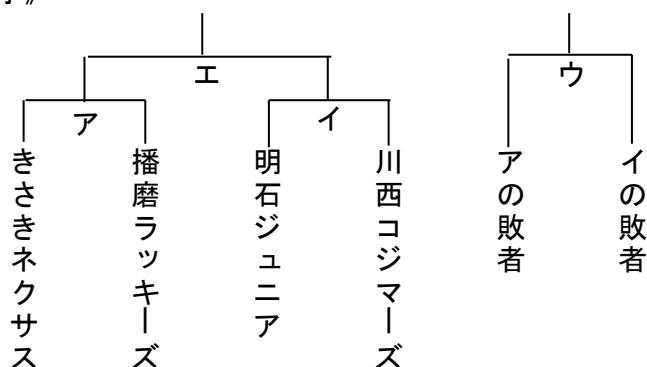 エ
ウ
ア
イ
きさきネクサス
播磨ラッキーズ
明石ジュニア
川西コジマーズ
アの敗者
イの敗者